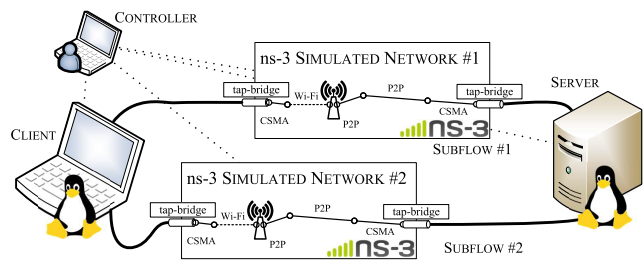 CONTROLLER
ns-3 SIMULATED NETWORK #1
tap-bridge
Wi-Fi
P2P
tap-bridge
CSMA
P2P
CSMA
ns-3
SERVER
CLIENT
SUBFLOW #1
ns-3 SIMULATED NETWORK #2
tap-bridge
Wi-Fi
P2P
tap-bridge
CSMA
P2P
CSMA
ns-3
SUBFLOW #2